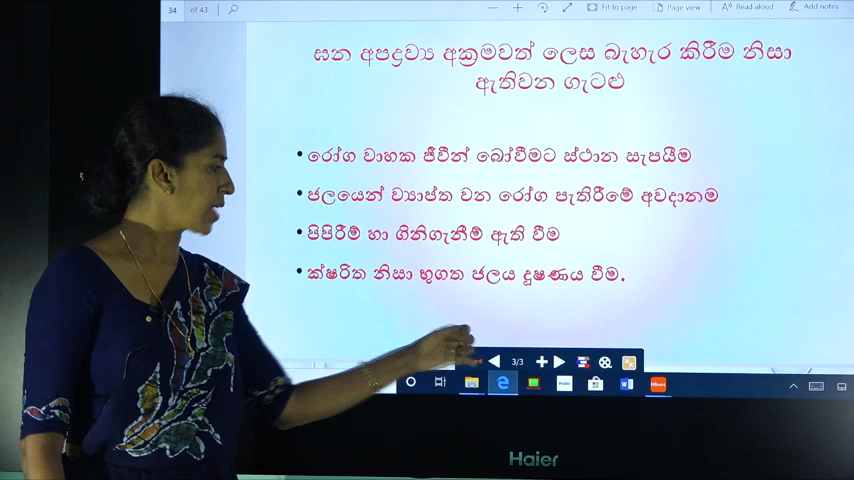 34 of 43
Fit to page
Page view
Read aloud
Add notes
ඝන අපද්‍රව්‍ය අක්‍රමවත් ලෙස බැහැර කිරීම නිසා
ඇතිවන ගැටළු
• රෝග වාහක ජීවීන් බෝවීමට ස්ථාන සැපයීම
• ජලයෙන් ව්‍යාප්ත වන රෝග පැතිරීමේ අවදානම
• පිපිරීම් හා ගිනිගැනීම් ඇති වීම
• ක්ෂරිත නිසා භූගත ජලය දූෂණය වීම.
3/3
Haier